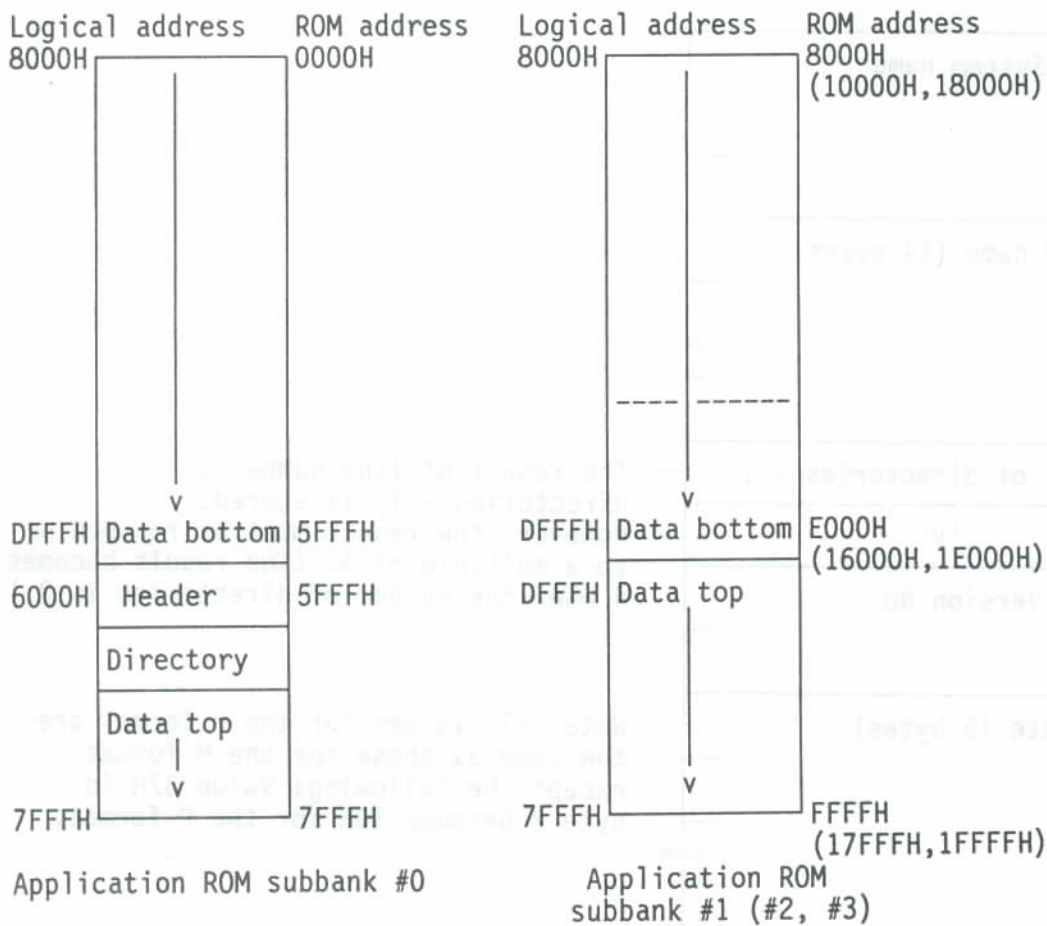 Logical address ROM address
8000H 0000H
DFFFH Data bottom 5FFFH
6000H Header 5FFFH
Directory
Data top
7FFFH 7FFFH
Application ROM subbank #0
Logical address ROM address
8000H 8000H
(10000H,18000H)
DFFFH Data bottom E000H
(16000H,1E000H)
DFFFH Data top
7FFFH FFFFH
(17FFFH,1FFFFH)
Application ROM
subbank #1 (#2, #3)